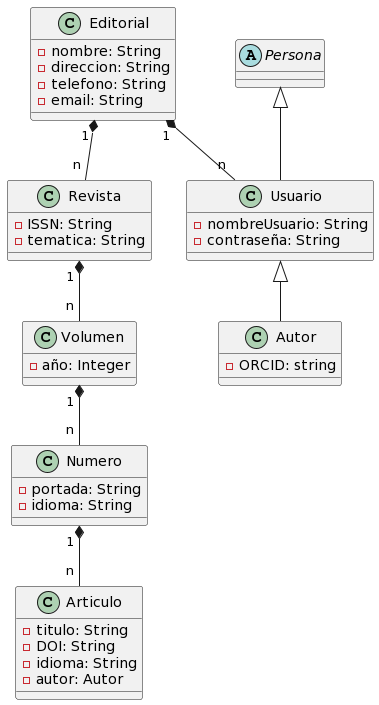 C Editorial
nombre: String
direccion: String
telefono: String
email: String
A Persona
1
1
n
n
C Revista
ISSN: String
tematica: String
C Usuario
nombreUsuario: String
contraseña: String
1
n
C Volumen
año: Integer
C Autor
ORCID: string
1
n
C Numero
portada: String
idioma: String
1
n
C Articulo
titulo: String
DOI: String
idioma: String
autor: Autor